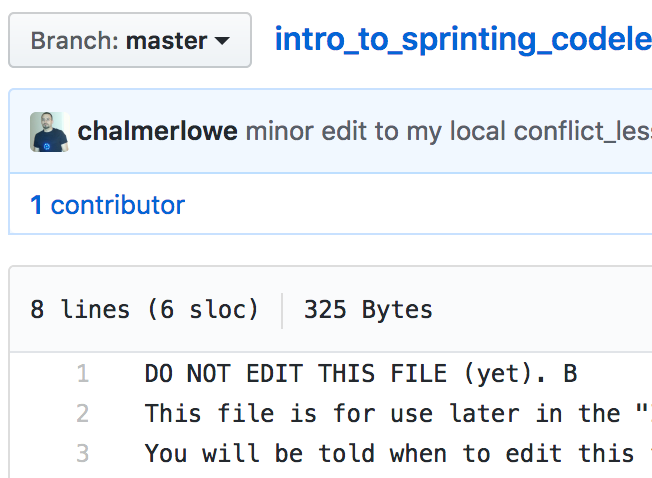 Branch: master
intro_to_sprinting_codele
chalmerlowe minor edit to my local conflict_les
1 contributor
8 lines (6 sloc) 325 Bytes
1 DO NOT EDIT THIS FILE (yet). B
2 This file is for use later in the "
3 You will be told when to edit this